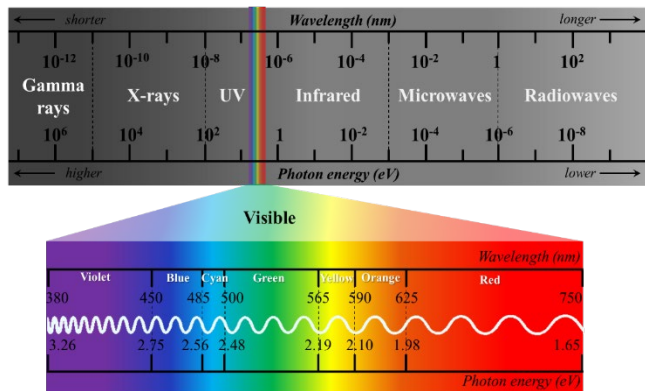 shorter Wavelength (nm) longer
10⁻¹² 10⁻¹⁰ 10⁻⁸ 10⁻⁶ 10⁻⁴ 10⁻² 1 10²
Gamma rays X-rays UV Infrared Microwaves Radiowaves
10⁶ 10⁴ 10² 1 10⁻² 10⁻⁴ 10⁻⁶ 10⁻⁸
higher Photon energy (eV) lower
Visible
Wavelength (nm)
Violet Blue Cyan Green Yellow Orange Red
380 450 485 500 565 590 625 750
3.26 2.75 2.56 2.48 2.19 2.10 1.98 1.65
Photon energy (eV)